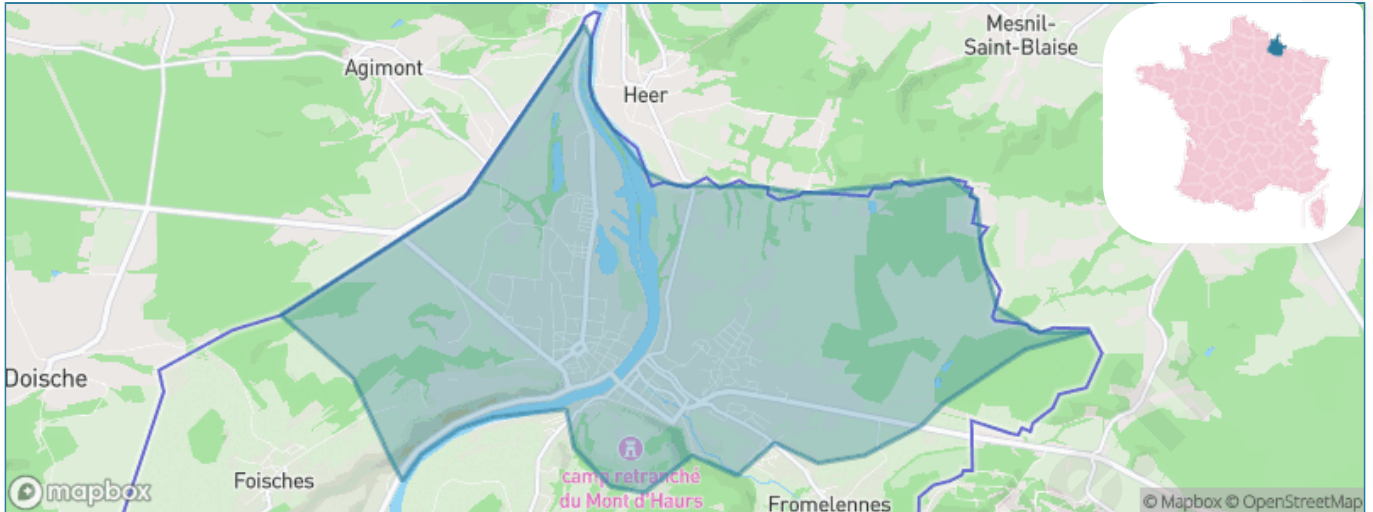 Mesnil-
Saint-Blaise
Agimont
Heer
Doische
camp retranché
du Mont d'Haurs
Foisches
Fromelennes
mapbox
© Mapbox © OpenStreetMap